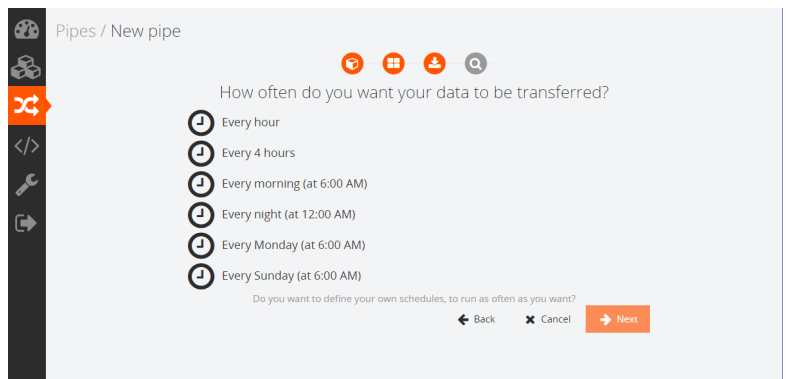 Pipes / New pipe
How often do you want your data to be transferred?
Every hour
Every 4 hours
Every morning (at 6:00 AM)
Every night (at 12:00 AM)
Every Monday (at 6:00 AM)
Every Sunday (at 6:00 AM)
Do you want to define your own schedules, to run as often as you want?
Back Cancel Next